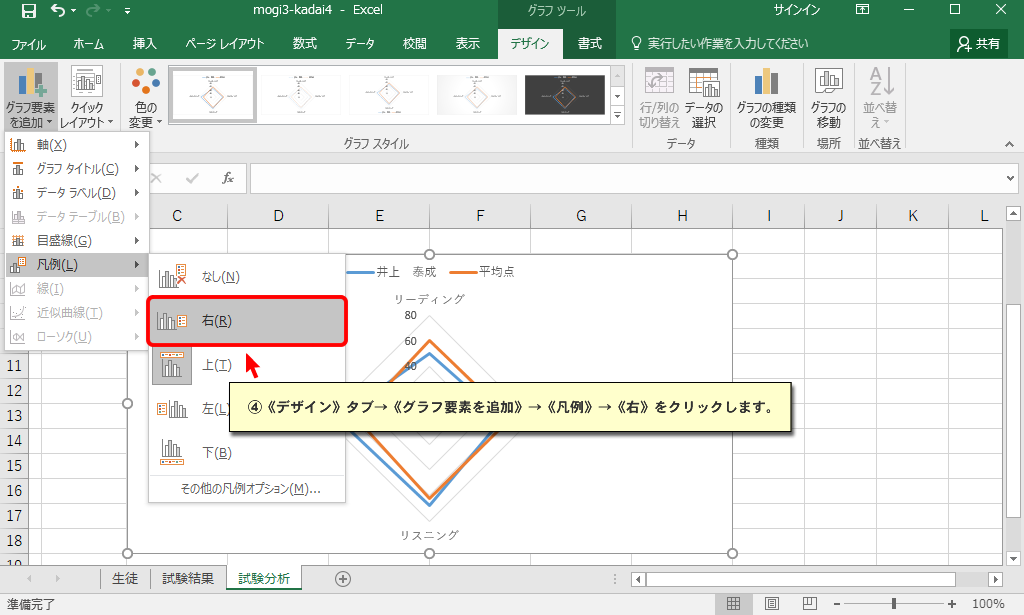 mogi3-kadai4 - Excel
グラフ ツール
サインイン
ファイル ホーム 挿入 ページ レイアウト 数式 データ 校閲 表示 デザイン 書式 実行したい作業を入力してください 共有
グラフ要素を追加
クイック レイアウト
色の変更
行/列の切り替え
データの選択
グラフの種類の変更
グラフの移動
並べ替え
グラフ スタイル
データ
種類
場所
並べ替え
軸(X)
グラフ タイトル(C)
データ ラベル(D)
データ テーブル(B)
目盛線(G)
凡例(L)
線(I)
近似曲線(T)
ローソク(U)
fx
C D E F G H I J K L
なし(N)
右(R)
上(T)
左(L
下(B)
その他の凡例オプション(M)...
井上 泰成 平均点
リーディング
80
60
40
④《デザイン》タブ→《グラフ要素を追加》→《凡例》→《右》をクリックします。
リスニング
11
12
13
14
15
16
17
18
生徒 試験結果 試験分析
準備完了
100%